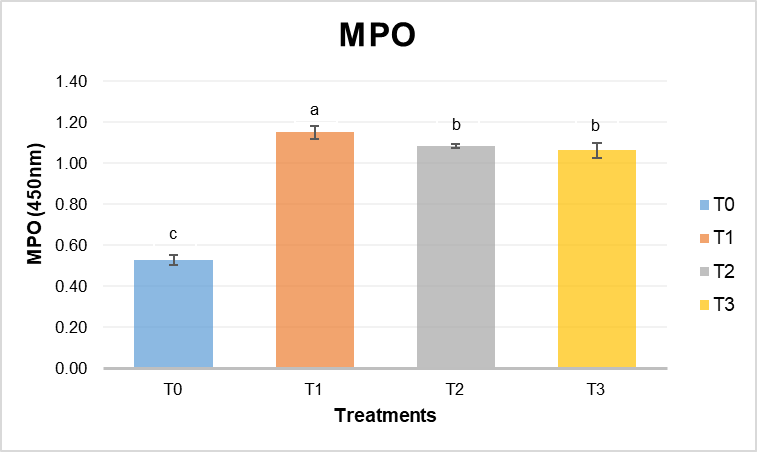 MPO
1.40
1.20
1.00
0.80
0.60
0.40
0.20
0.00
MPO (450nm)
c
a
b
b
T0
T1
T2
T3
Treatments
T0
T1
T2
T3